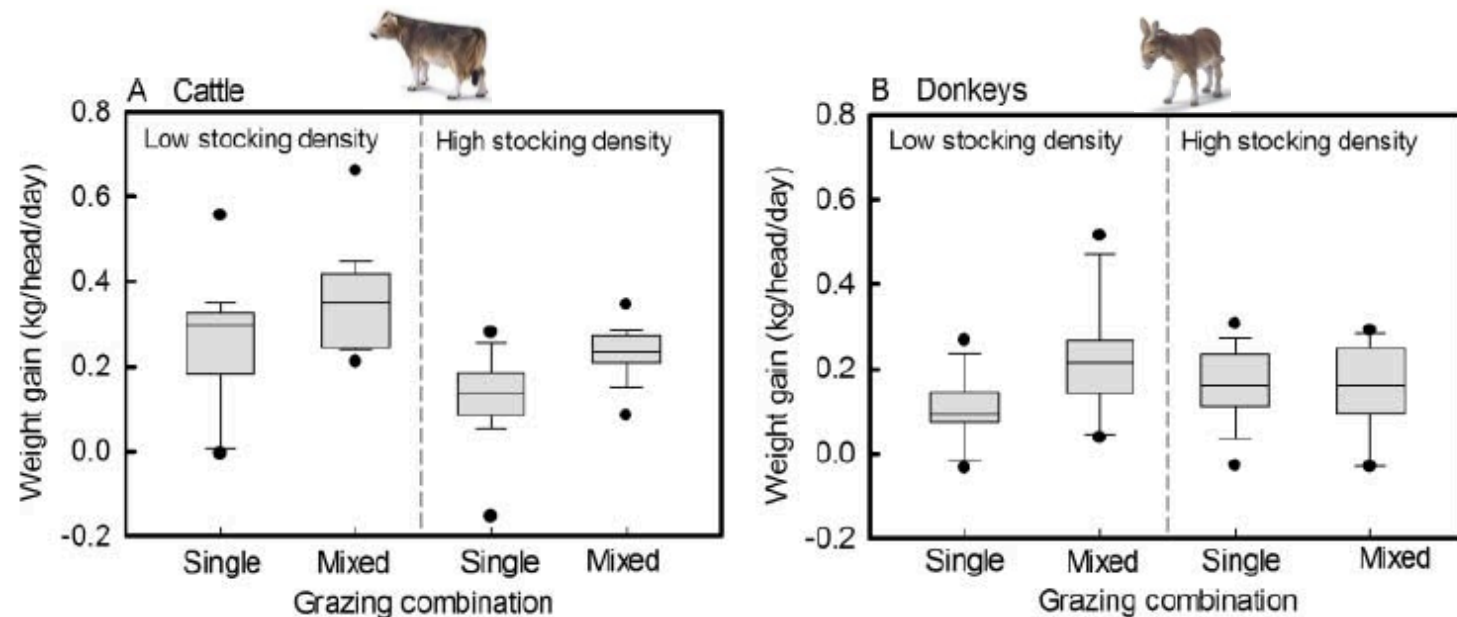 A Cattle
0.8
0.6
0.4
0.2
0.0
-0.2
Weight gain (kg/head/day)
Low stocking density
High stocking density
Single Mixed Single Mixed
Grazing combination
B Donkeys
0.8
0.6
0.4
0.2
0.0
-0.2
Weight gain (kg/head/day)
Low stocking density
High stocking density
Single Mixed Single Mixed
Grazing combination